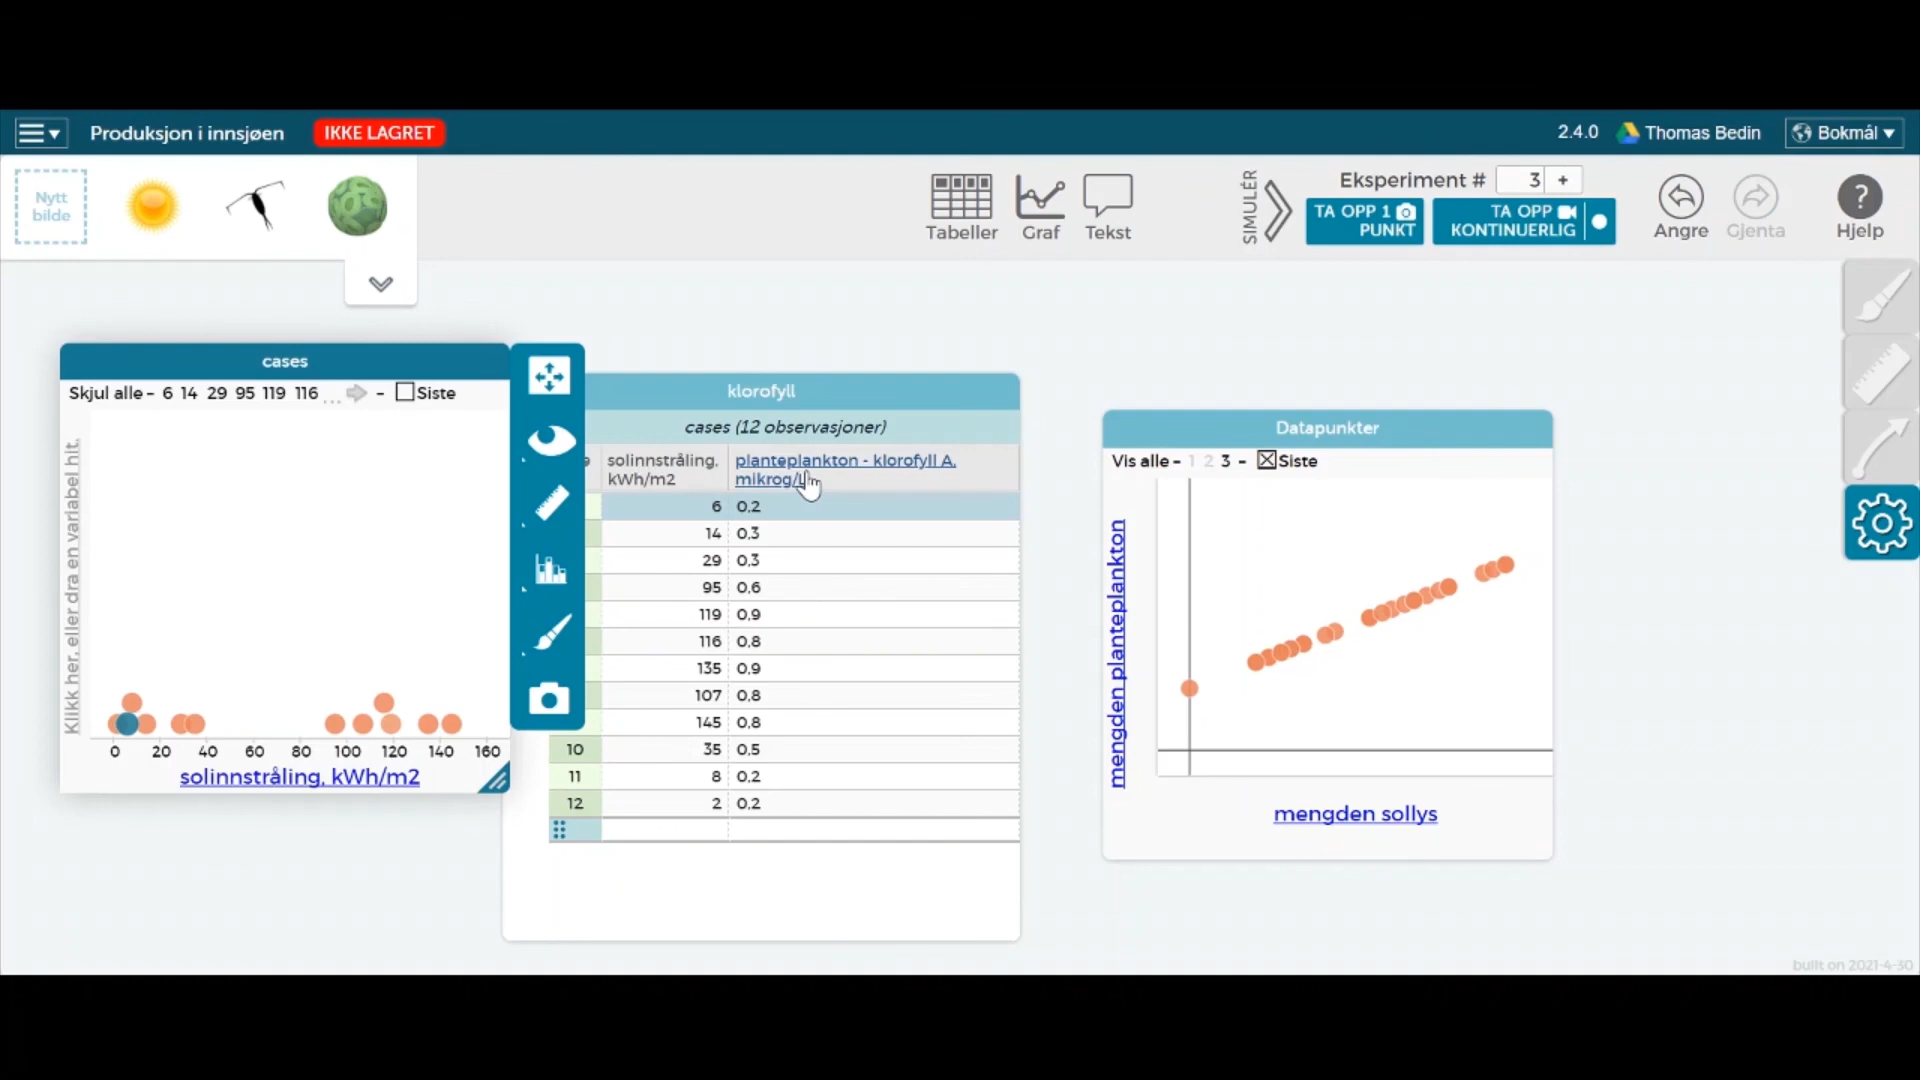 Produksjon i innsjøen
IKKE LAGRET
2.4.0
Thomas Bedin
Bokmål
Nytt
bilde
Tabeller
Graf
Tekst
SIMULÉR
Eksperiment #
3
+
TA OPP 1
PUNKT
TA OPP
KONTINUERLIG
Angre
Gjenta
?
Hjelp
cases
Skjul alle - 6 14 29 95 119 116 ... - Siste
Klikk her, eller dra en variabel hit.
0 20 40 60 80 100 120 140 160
solinnstråling, kWh/m2
klorofyll
cases (12 observasjoner)
solinnstråling,
kWh/m2
planteplankton - klorofyll A,
6 0,2
14 0,3
29 0,3
95 0,6
119 0,9
116 0,8
135 0,9
107 0,8
145 0,8
10 35 0,5
11 8 0,2
12 2 0,2
Datapunkter
Vis alle - 1 2 3 - Siste
mengden planteplankton
mengden sollys
built on 2021-4-30